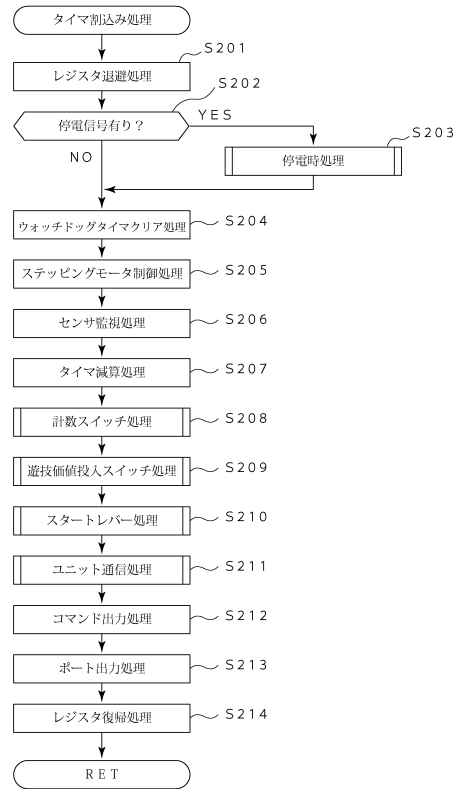 タイマ割込み処理
S201
レジスタ退避処理
S202
停電信号有り？
YES
S203
NO
停電時処理
S204
ウォッチドッグタイマクリア処理
S205
ステッピングモータ制御処理
S206
センサ監視処理
S207
タイマ減算処理
S208
計数スイッチ処理
S209
遊技価値投入スイッチ処理
S210
スタートレバー処理
S211
ユニット通信処理
S212
コマンド出力処理
S213
ポート出力処理
S214
レジスタ復帰処理
RET